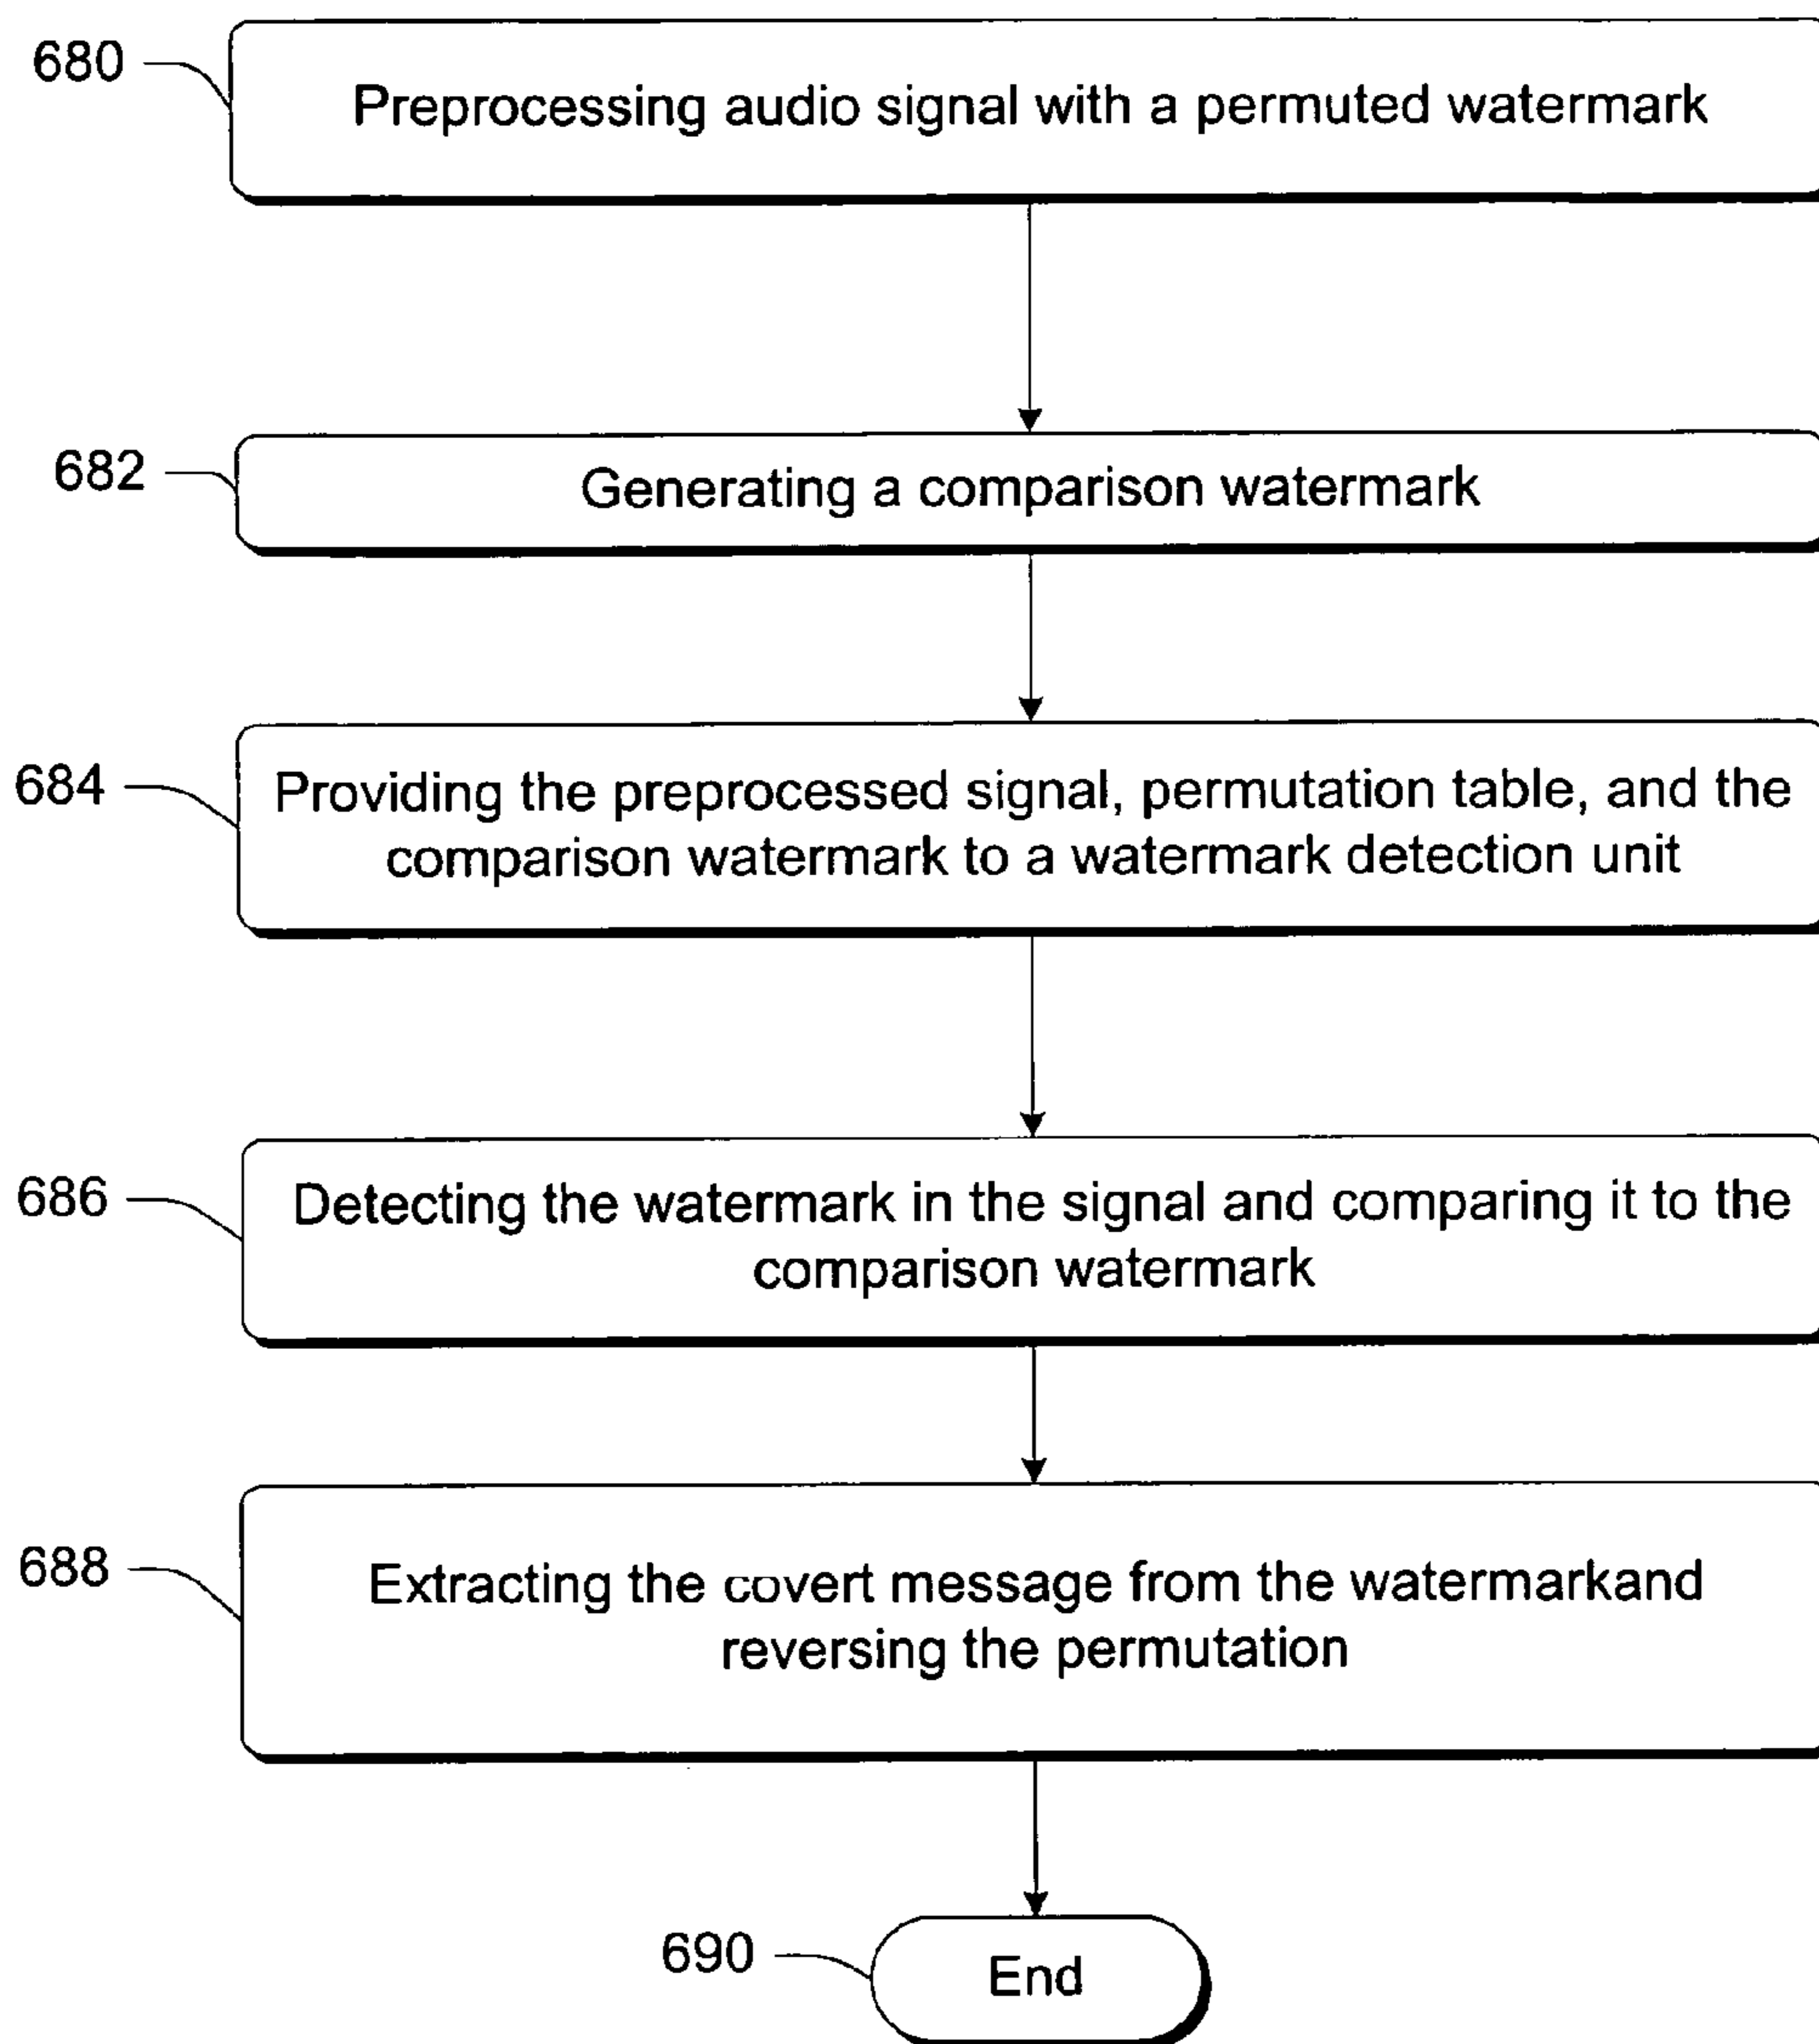 680
Preprocessing audio signal with a permuted watermark
682
Generating a comparison watermark
684
Providing the preprocessed signal, permutation table, and the
comparison watermark to a watermark detection unit
686
Detecting the watermark in the signal and comparing it to the
comparison watermark
688
Extracting the covert message from the watermarkand
reversing the permutation
690
End